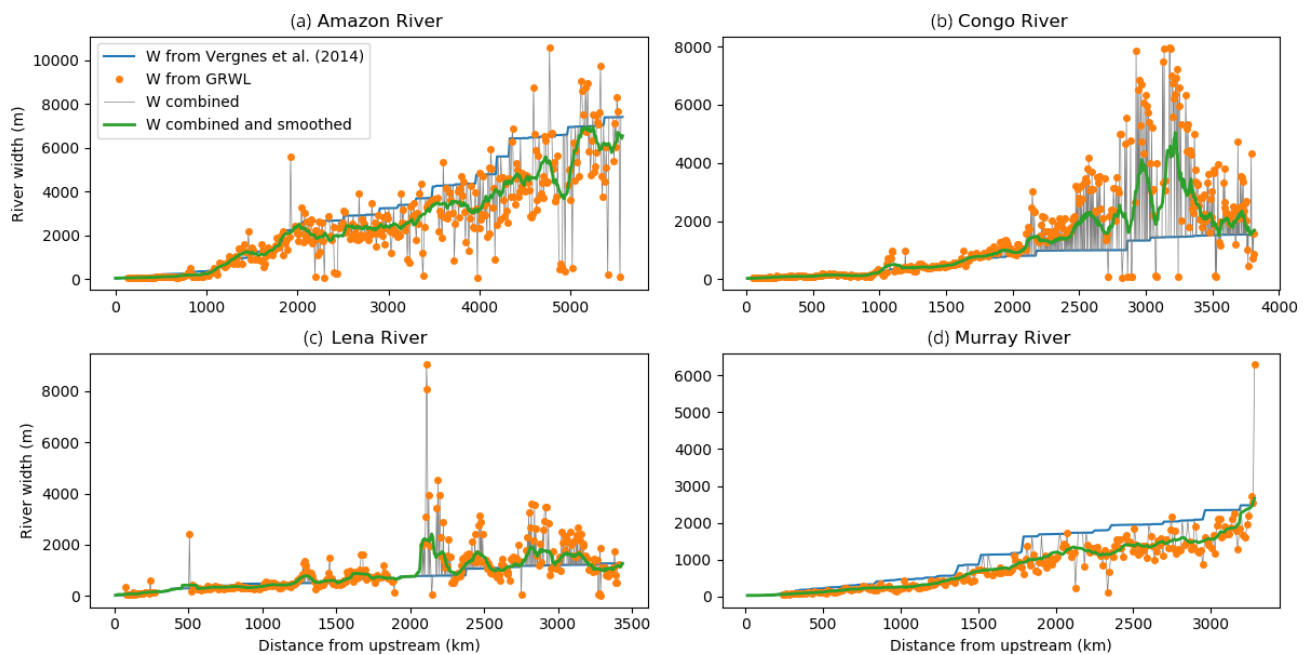 (a) Amazon River
(b) Congo River
River width (m)
10000
8000
6000
4000
2000
0
W from Vergnes et al. (2014)
W from GRWL
W combined
W combined and smoothed
0 1000 2000 3000 4000 5000
8000
6000
4000
2000
0
0 500 1000 1500 2000 2500 3000 3500 4000
(c) Lena River
(d) Murray River
River width (m)
8000
6000
4000
2000
0
0 500 1000 1500 2000 2500 3000 3500
Distance from upstream (km)
6000
5000
4000
3000
2000
1000
0
0 500 1000 1500 2000 2500 3000
Distance from upstream (km)